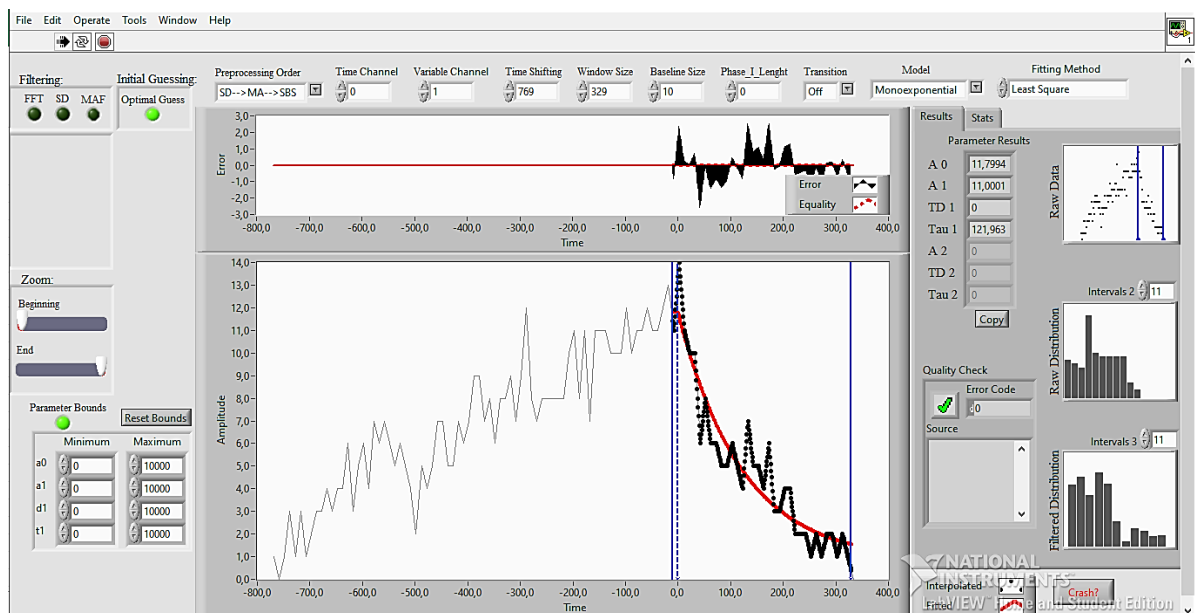 File Edit Operate Tools Window Help
Filtering:
FFT SD MAF
Initial Guessing:
Optimal Guess
Preprocessing Order
SD-->MA-->SBS
Time Channel
0
Variable Channel
1
Time Shifting
769
Window Size
329
Baseline Size
10
Phase_I_Lenght
0
Transition
Off
Model
Monoexponential
Fitting Method
Least Square
Error
3,0
2,0
1,0
0,0
-1,0
-2,0
-3,0
Error
Equality
-800,0 -700,0 -600,0 -500,0 -400,0 -300,0 -200,0 -100,0 0,0 100,0 200,0 300,0 400,0
Time
Amplitude
14,0
13,0
12,0
11,0
10,0
9,0
8,0
7,0
6,0
5,0
4,0
3,0
2,0
1,0
0,0
-800,0 -700,0 -600,0 -500,0 -400,0 -300,0 -200,0 -100,0 0,0 100,0 200,0 300,0 400,0
Time
Zoom:
Beginning
End
Parameter Bounds
Reset Bounds
Minimum Maximum
a0 0 10000
a1 0 10000
d1 0 10000
t1 0 10000
Results Stats
Parameter Results
A 0 11,7994
A 1 11,0001
TD 1 0
Tau 1 121,963
A 2 0
TD 2 0
Tau 2 0
Copy
Quality Check
Error Code
0
Source
Raw Data
Intervals 2 11
Raw Distribution
Intervals 3 11
Filtered Distribution
Interpolated
Fitted
Crash?
NATIONAL
INSTRUMENTS
LabVIEW Home and Student Edition
1